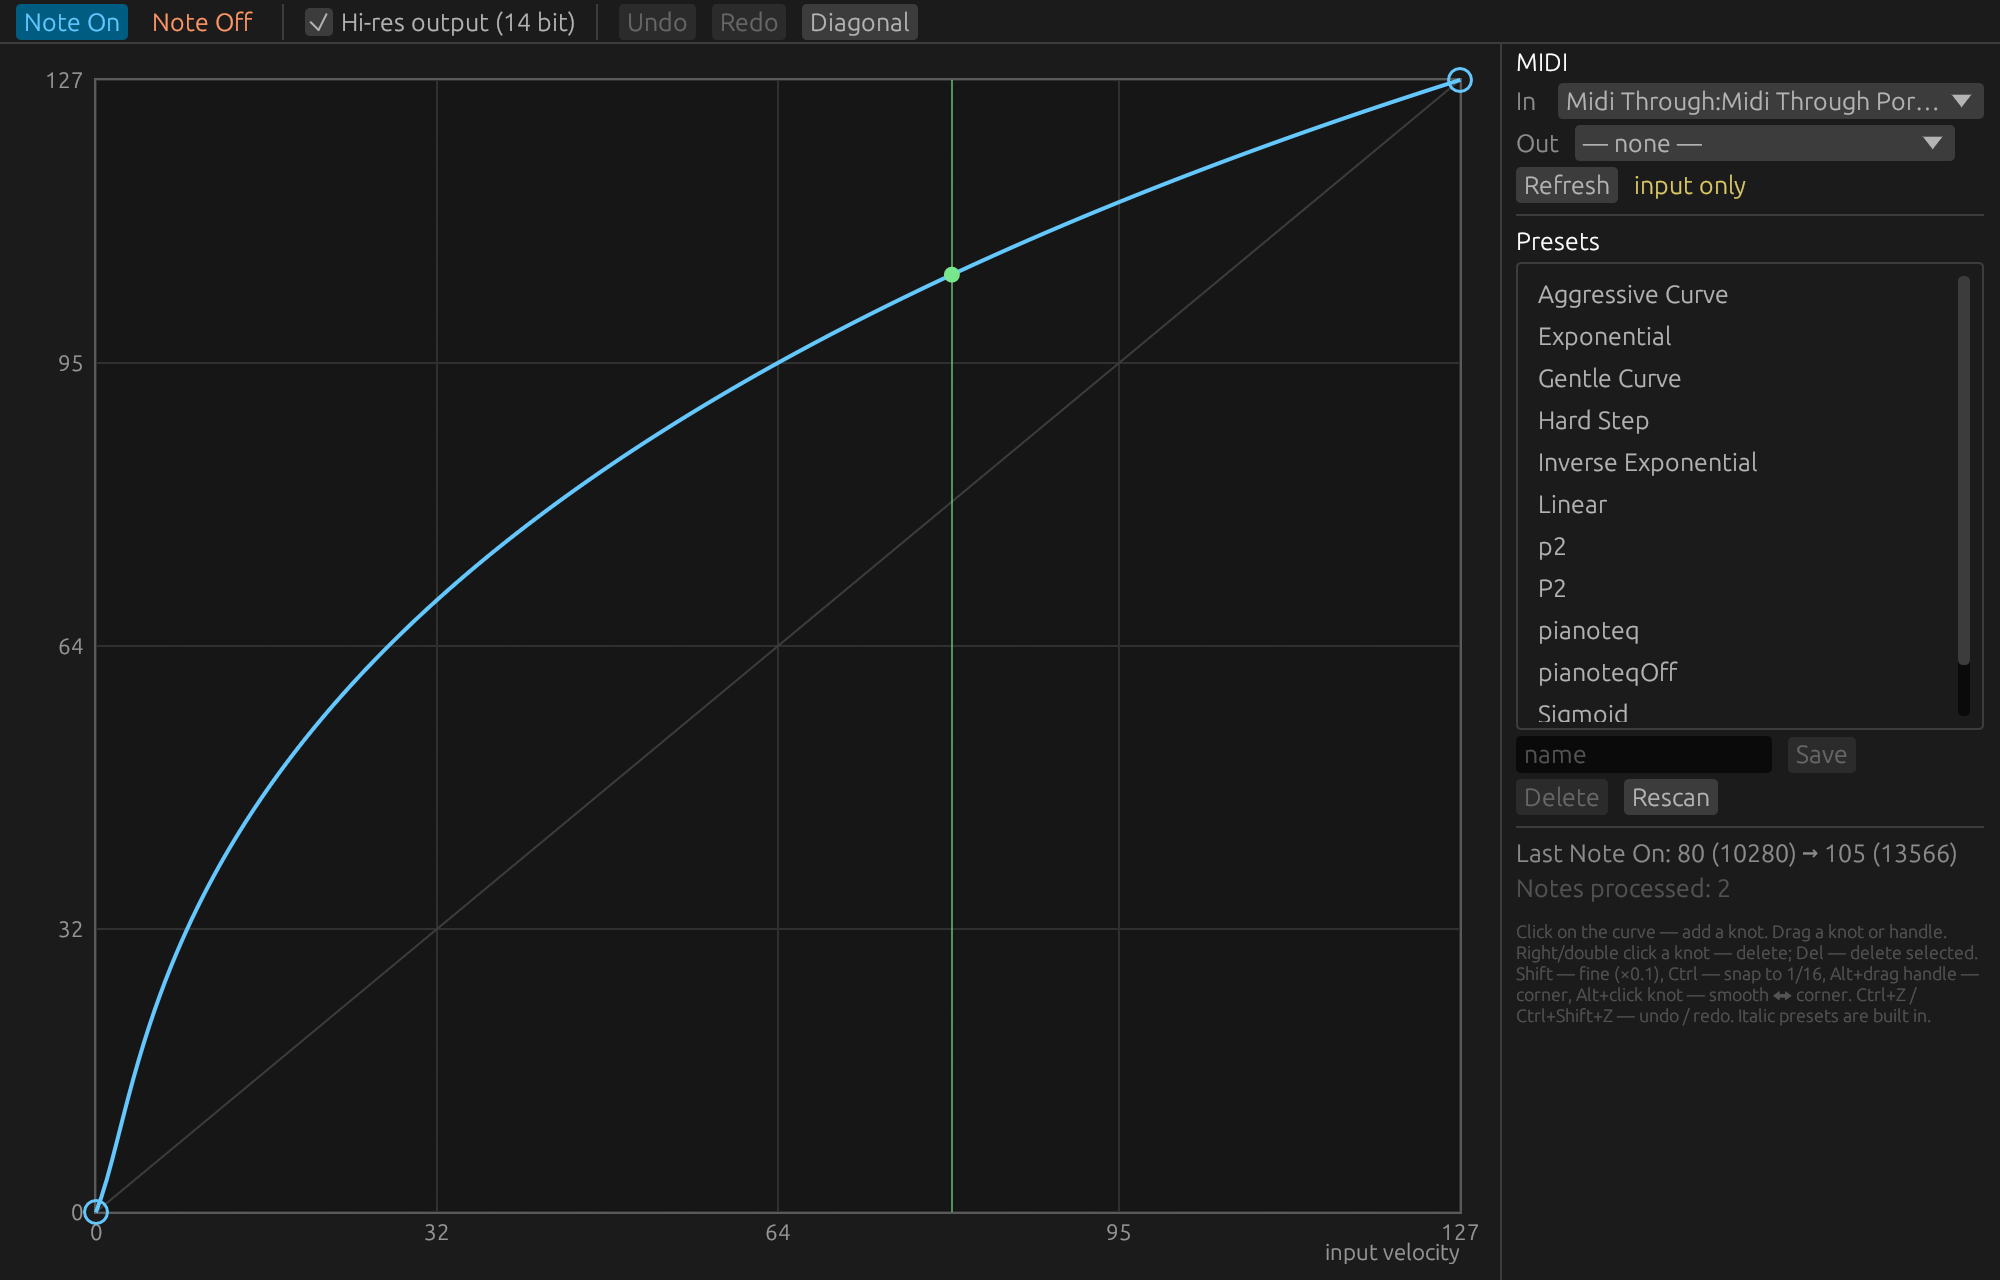 Note On Note Off Hi-res output (14 bit) Undo Redo Diagonal
127
95
64
32
0
0 32 64 95 127
input velocity
MIDI
In Midi Through:Midi Through Por...
Out — none —
Refresh input only
Presets
Aggressive Curve
Exponential
Gentle Curve
Hard Step
Inverse Exponential
Linear
p2
P2
pianoteq
pianoteqOff
Sigmoid
name Save
Delete Rescan
Last Note On: 80 (10280) → 105 (13566)
Notes processed: 2
Click on the curve — add a knot. Drag a knot or handle.
Right/double click a knot — delete; Del — delete selected.
Shift — fine (×0.1), Ctrl — snap to 1/16, Alt+drag handle —
corner, Alt+click knot — smooth ⬌ corner. Ctrl+Z /
Ctrl+Shift+Z — undo / redo. Italic presets are built in.